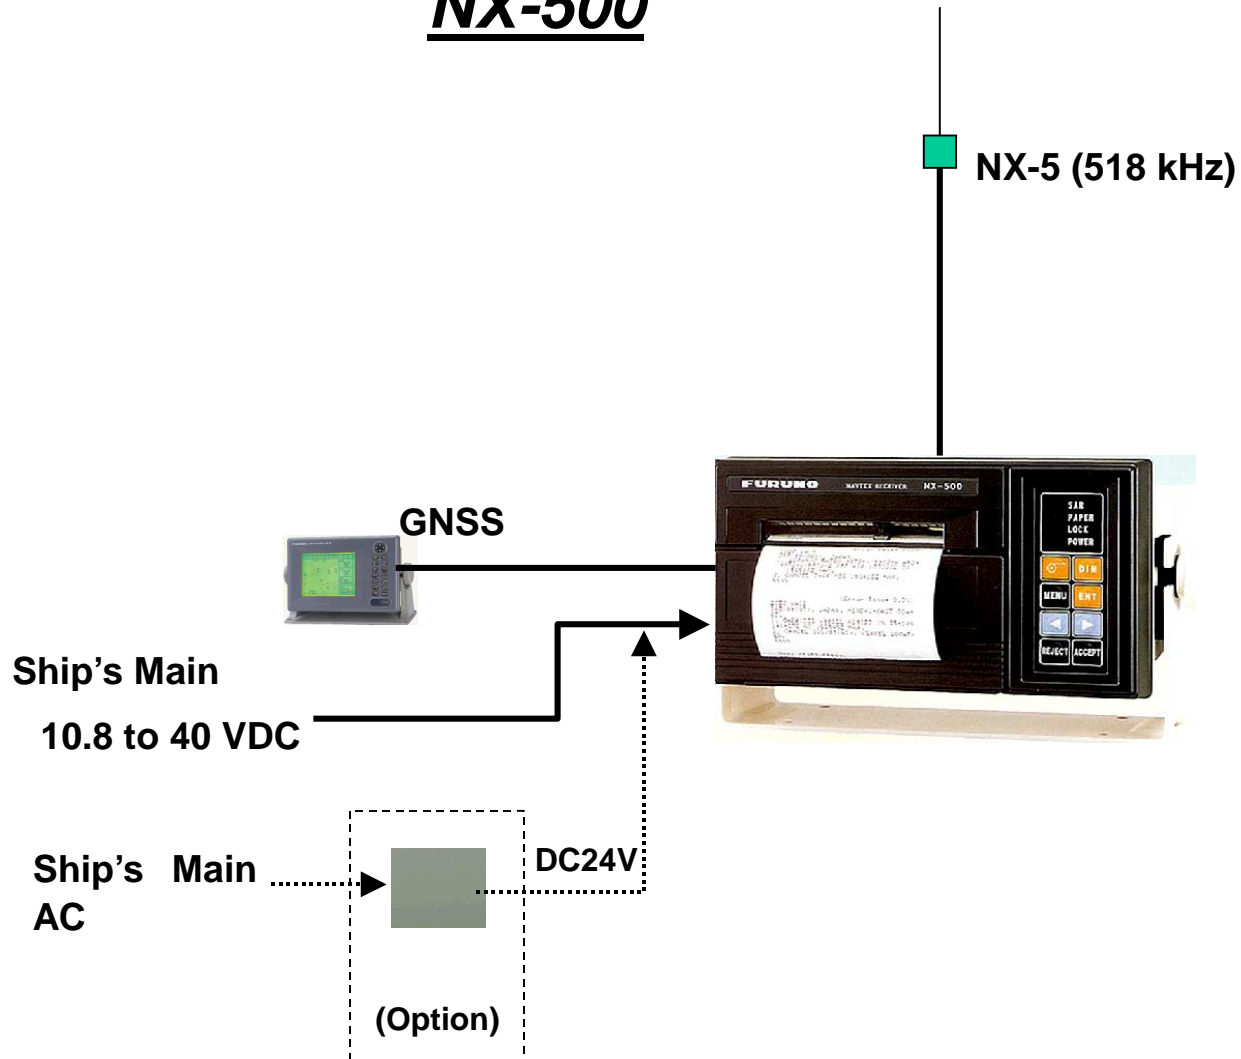 NX-500
NX-5 (518 kHz)
GNSS
FURUNO NAVTEX RECEIVER NX-500
SAR
PAPER
LOCK
POWER
DIM
MENU ENT
REJECT ACCEPT
Ship's Main
10.8 to 40 VDC
Ship's Main
AC
DC24V
(Option)